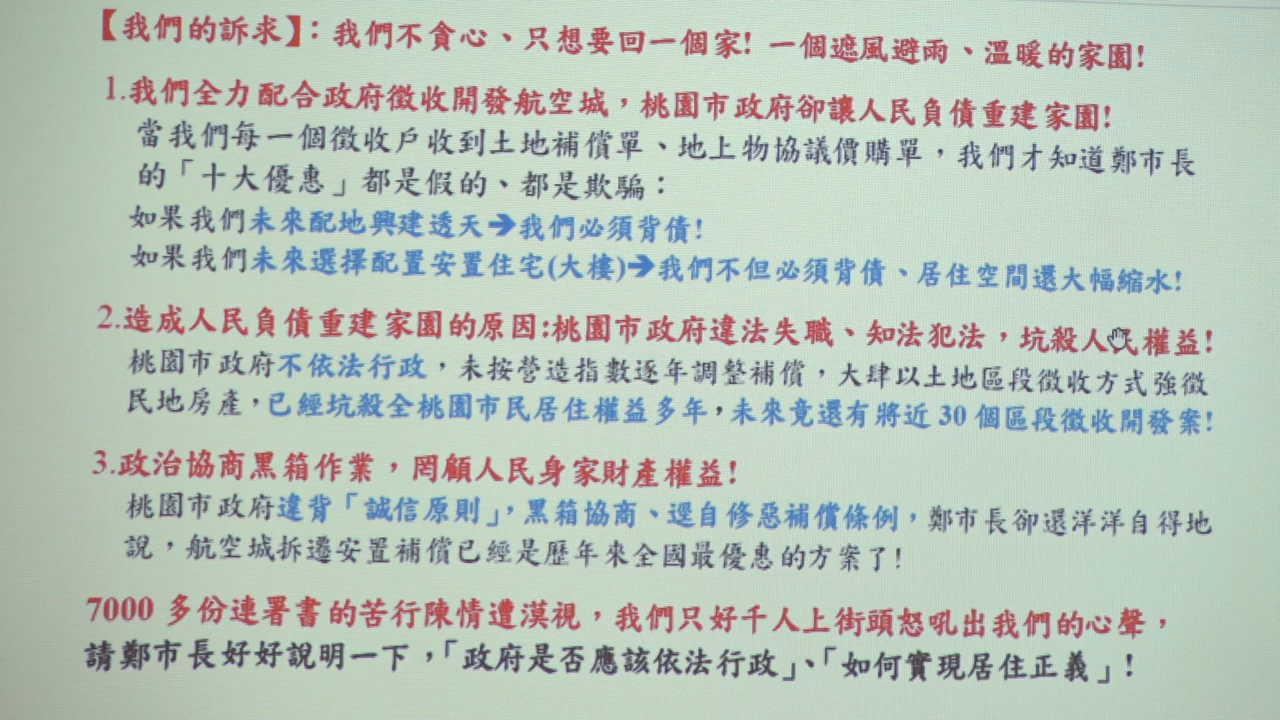 【我們的訴求】：我們不貪心、只想要回一個家! 一個遮風避雨、溫暖的家園!
1.我們全力配合政府徵收開發航空城，桃園市政府卻讓人民負債重建家園!
當我們每一個徵收戶收到土地補償單、地上物協議價購單，我們才知道鄭市長
的「十大優惠」都是假的、都是欺騙：
如果我們未來配地興建透天➔我們必須背債!
如果我們未來選擇配置安置住宅(大樓)➔我們不但必須背債、居住空間還大幅縮水!
2.造成人民負債重建家園的原因:桃園市政府違法失職、知法犯法，坑殺人民權益!
桃園市政府不依法行政，未按營造指數逐年調整補償，大肆以土地區段徵收方式強徵
民地房產，已經坑殺全桃園市民居住權益多年，未來竟還有將近 30 個區段徵收開發案!
3.政治協商黑箱作業，罔顧人民身家財產權益!
桃園市政府違背「誠信原則」，黑箱協商、逕自修惡補償條例，鄭市長卻還洋洋自得地
說，航空城拆遷安置補償已經是歷年來全國最優惠的方案了!
7000 多份連署書的苦行陳情遭漠視，我們只好千人上街頭怒吼出我們的心聲，
請鄭市長好好說明一下，「政府是否應該依法行政」、「如何實現居住正義」!